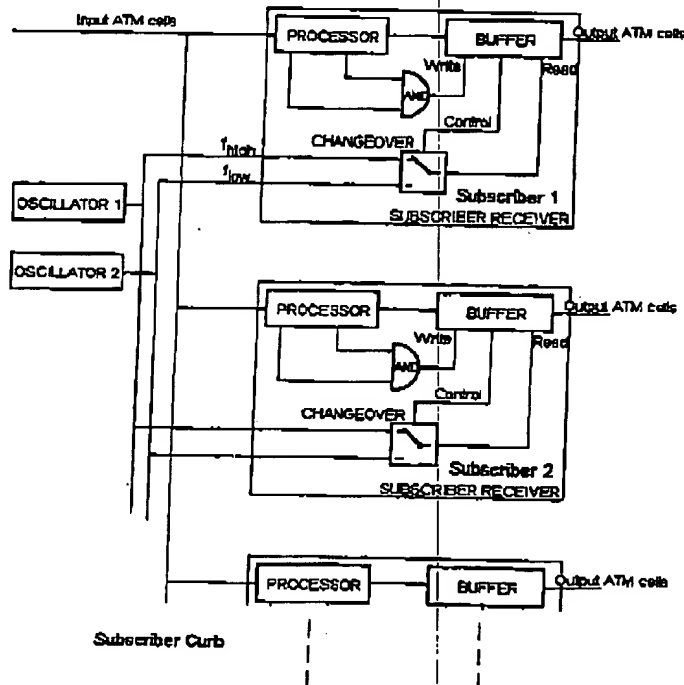 Input ATM cells
PROCESSOR
BUFFER
Output ATM cells
Write
Read
AND
Control
CHANGEOVER
fhigh
flow
Subscriber 1
SUBSCRIBER RECEIVER
OSCILLATOR 1
OSCILLATOR 2
PROCESSOR
BUFFER
Output ATM cells
Write
Read
AND
Control
CHANGEOVER
Subscriber 2
SUBSCRIBER RECEIVER
PROCESSOR
BUFFER
Output ATM cells
Subscriber Curb